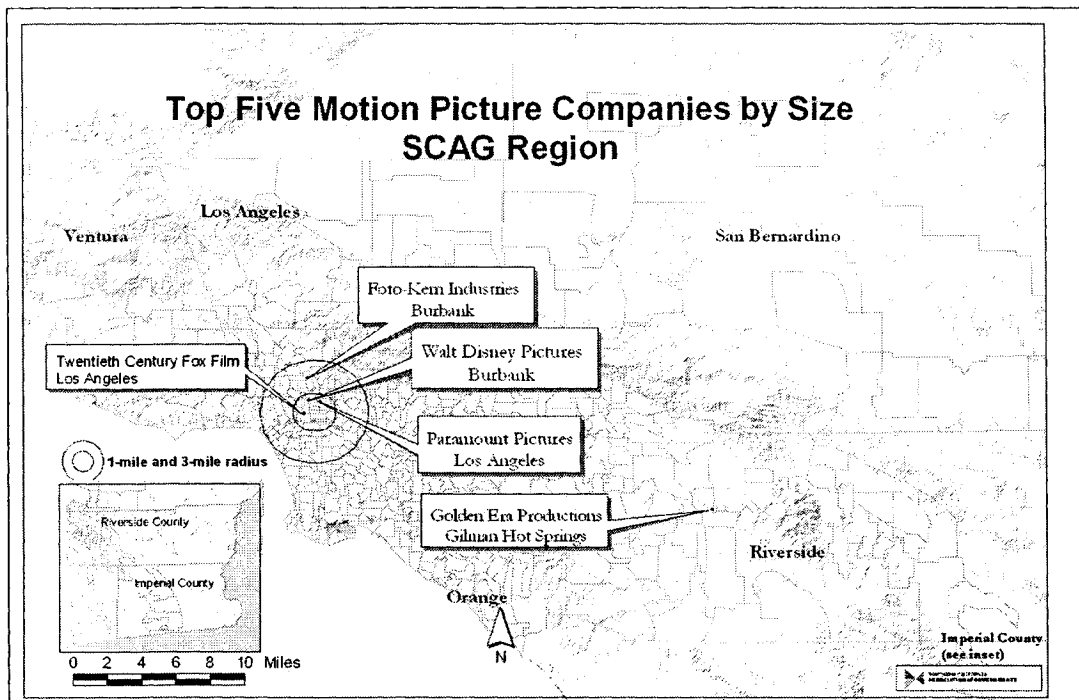 Top Five Motion Picture Companies by Size
SCAG Region
Los Angeles
Ventura
San Bernardino
Foto-Kem Industries
Burbank
Walt Disney Pictures
Burbank
Twentieth Century Fox Film
Los Angeles
Paramount Pictures
Los Angeles
1-mile and 3-mile radius
Golden Era Productions
Gilman Hot Springs
Riverside County
Imperial County
Riverside
Orange
N
Imperial County
(see inset)
0 2 4 6 8 10 Miles
ASSOCIATION of GOVERNMENTS